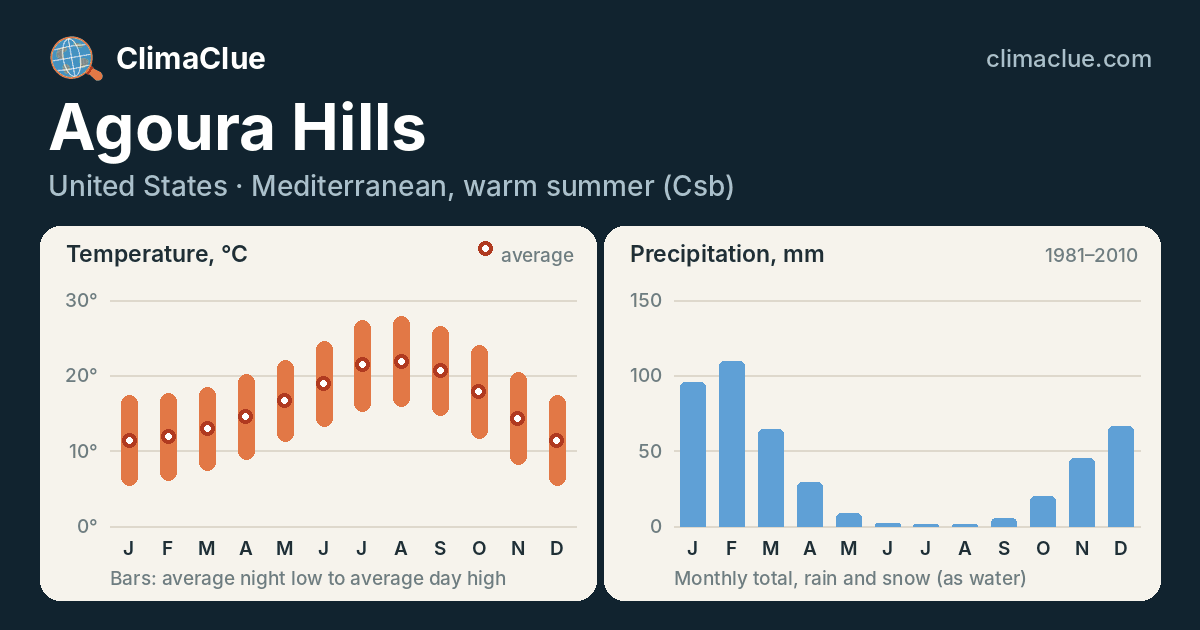 ClimaClue
climaclue.com
Agoura Hills
United States · Mediterranean, warm summer (Csb)
Temperature, °C
average
30°
20°
10°
0°
J F M A M J J A S O N D
Bars: average night low to average day high
Precipitation, mm
1981–2010
150
100
50
0
J F M A M J J A S O N D
Monthly total, rain and snow (as water)